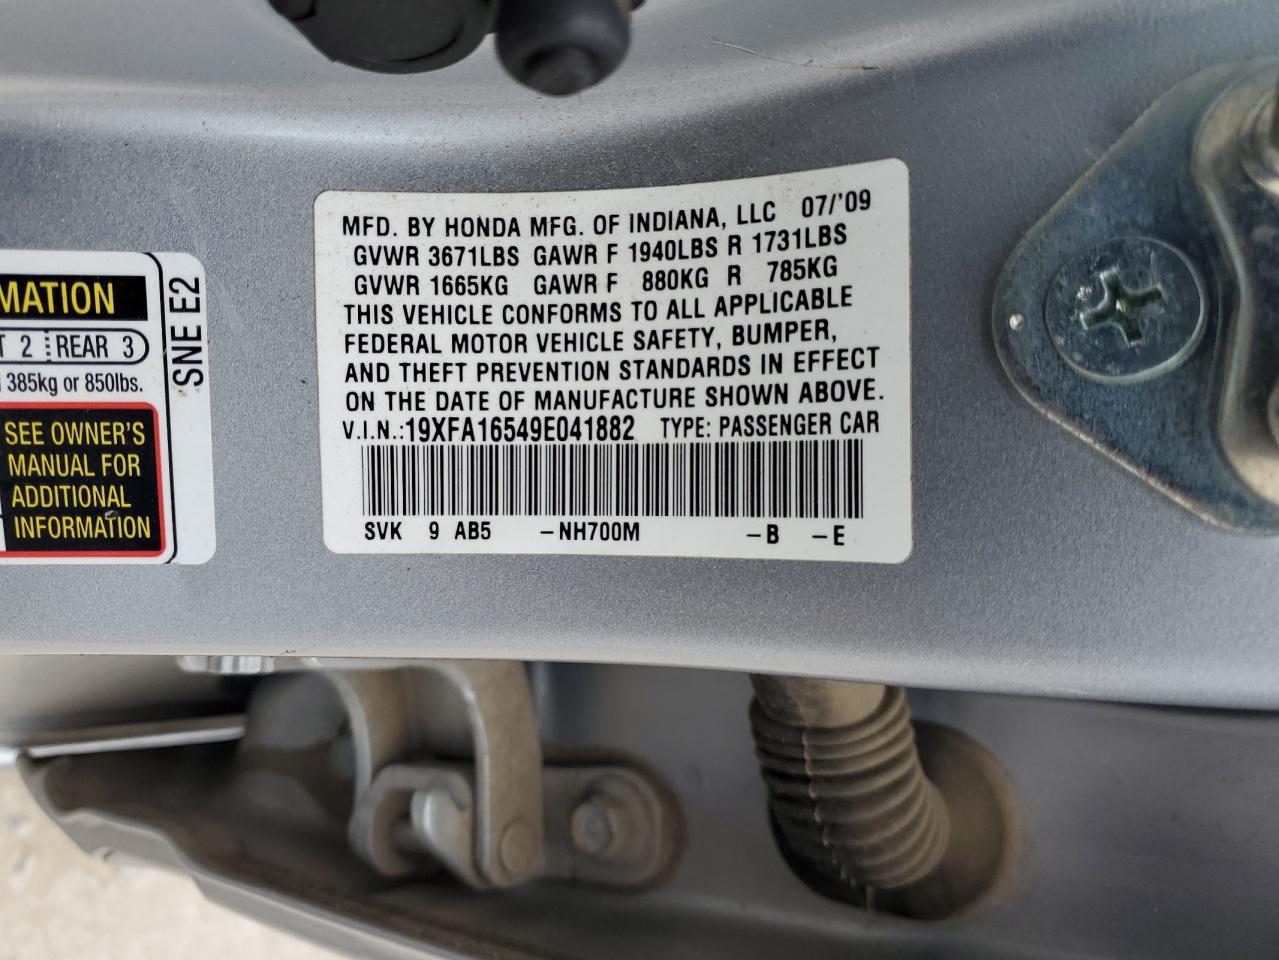 MATION
T 2 REAR 3
385kg or 850lbs.
SEE OWNER'S
MANUAL FOR
ADDITIONAL
INFORMATION
SNE E2
MFD. BY HONDA MFG. OF INDIANA, LLC 07/'09
GVWR 3671LBS GAWR F 1940LBS R 1731LBS
GVWR 1665KG GAWR F 880KG R 785KG
THIS VEHICLE CONFORMS TO ALL APPLICABLE
FEDERAL MOTOR VEHICLE SAFETY, BUMPER,
AND THEFT PREVENTION STANDARDS IN EFFECT
ON THE DATE OF MANUFACTURE SHOWN ABOVE.
V.I.N.:19XFA16549E041882 TYPE: PASSENGER CAR
SVK 9 AB5 -NH700M -B -E